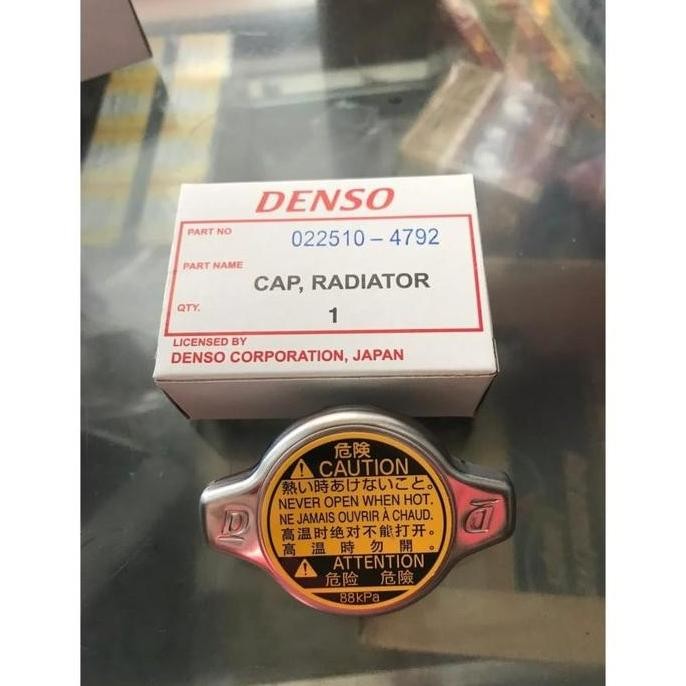 DENSO
PART NO 022510-4792
PART NAME
CAP, RADIATOR
QTY.
1
LICENSED BY
DENSO CORPORATION, JAPAN
危険
CAUTION
熱い時あけないこと。
NEVER OPEN WHEN HOT.
NE JAMAIS OUVRIR À CHAUD.
高温时绝对不能打开。
高溫時勿開。
ATTENTION
危险 危險
88kPa
D D